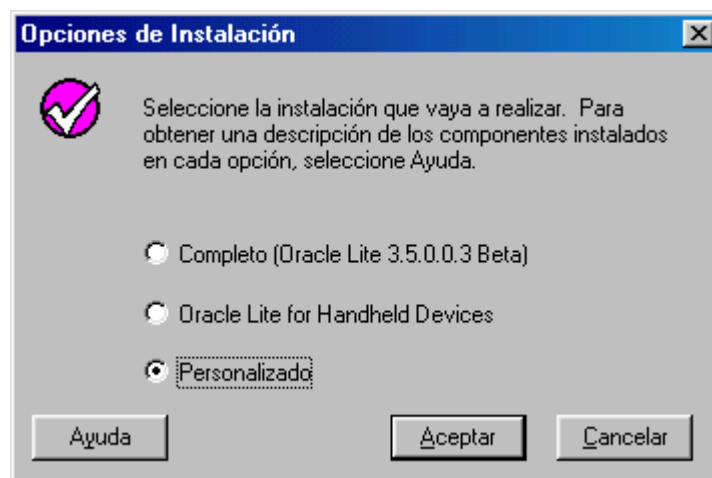 Opciones de Instalación
Seleccione la instalación que vaya a realizar. Para
obtener una descripción de los componentes instalados
en cada opción, seleccione Ayuda.
Completo (Oracle Lite 3.5.0.0.3 Beta)
Oracle Lite for Handheld Devices
Personalizado
Ayuda
Aceptar
Cancelar